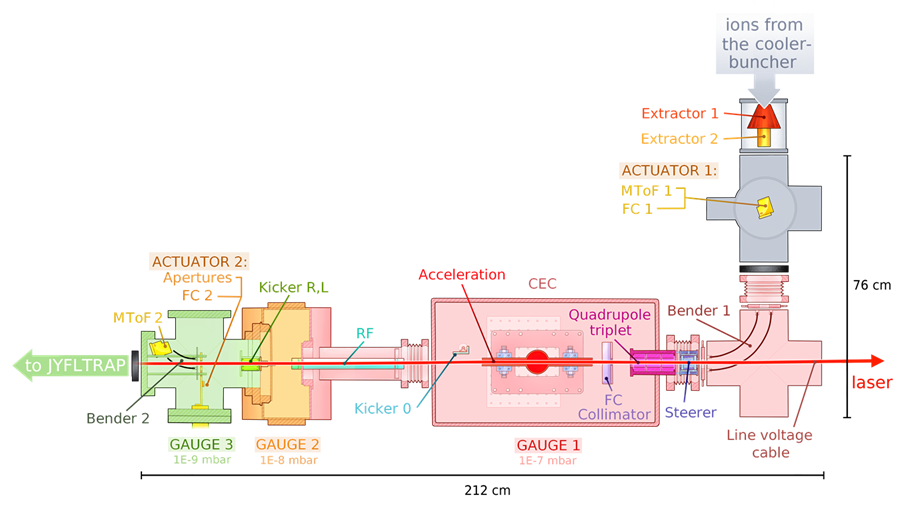 ions from
the cooler-
buncher
Extractor 1
Extractor 2
ACTUATOR 1:
MToF 1
FC 1
76 cm
ACTUATOR 2:
Apertures
FC 2
Kicker R,L
MToF 2
Acceleration
CEC
RF
Quadrupole
triplet
Bender 1
to JYFLTRAP
laser
Bender 2
Kicker 0
FC
Collimator
Steerer
Line voltage
cable
GAUGE 3
1E-9 mbar
GAUGE 2
1E-8 mbar
GAUGE 1
1E-7 mbar
212 cm